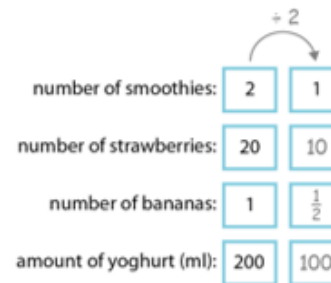 ÷ 2
number of smoothies: 2 1
number of strawberries: 20 10
number of bananas: 1 1/2
amount of yoghurt (ml): 200 100